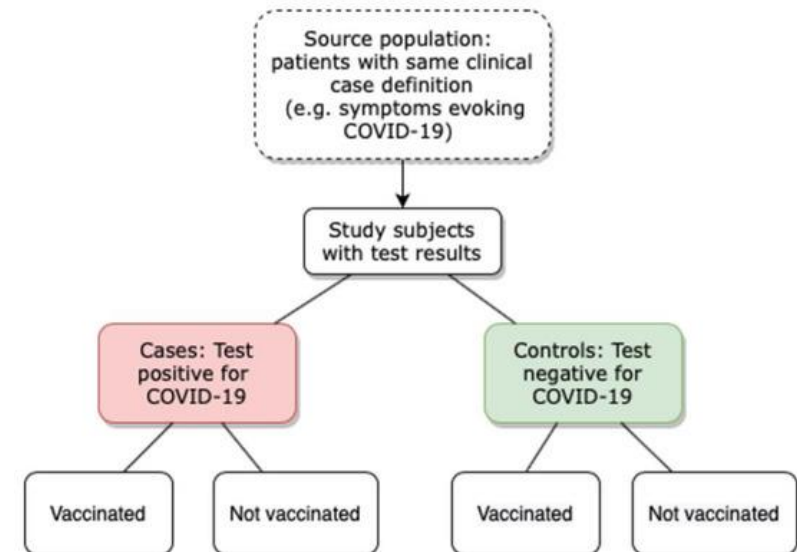 Source population:
patients with same clinical
case definition
(e.g. symptoms evoking
COVID-19)
Study subjects
with test results
Cases: Test
positive for
COVID-19
Controls: Test
negative for
COVID-19
Vaccinated
Not vaccinated
Vaccinated
Not vaccinated